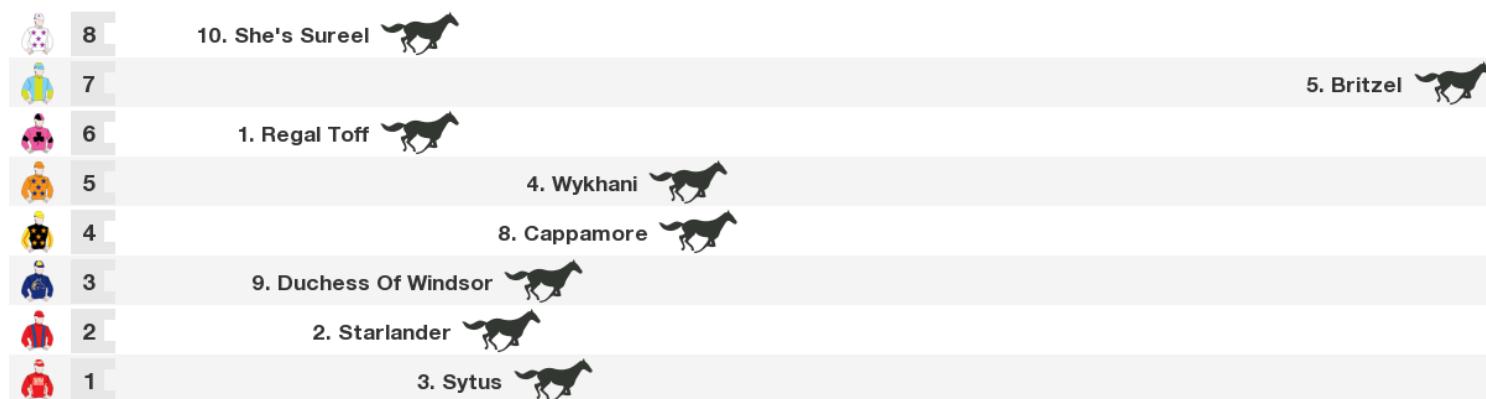 8 10. She's Sureel
7 5. Britzel
6 1. Regal Toff
5 4. Wykhani
4 8. Cappamore
3 9. Duchess Of Windsor
2 2. Starlander
1 3. Sytus